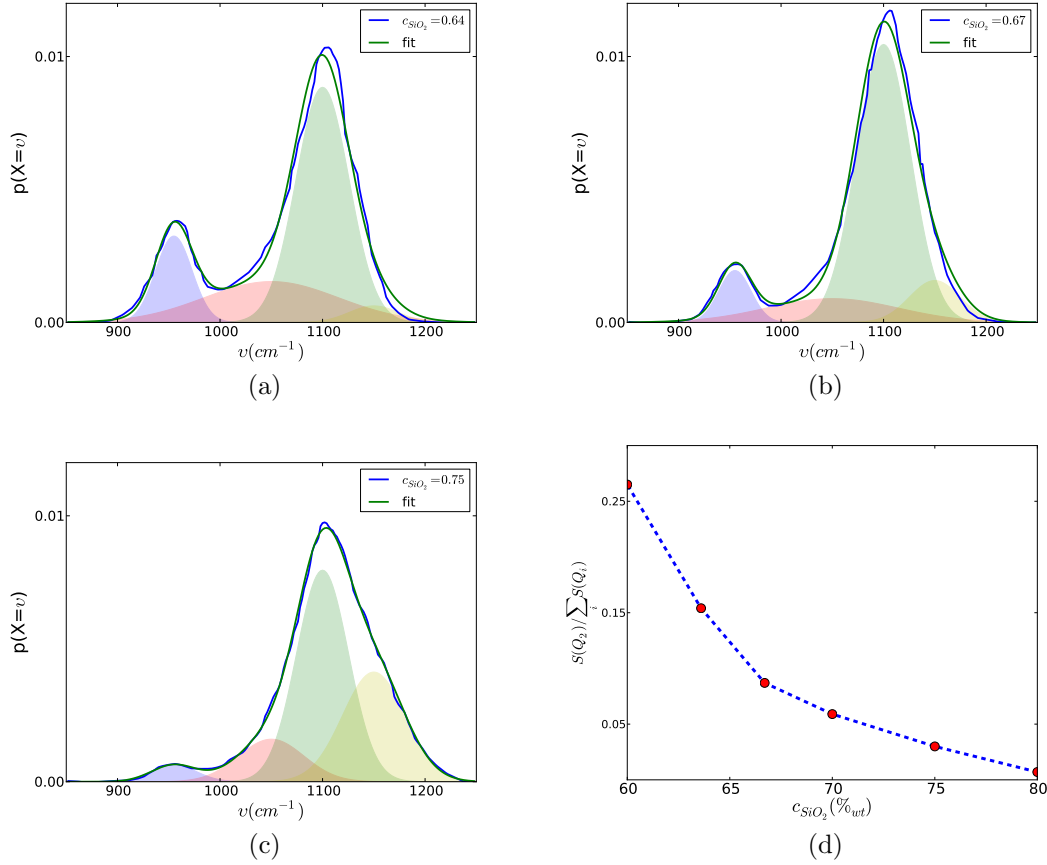 c_{SiO_2}=0.64
fit
0.01
p(X=υ)
0.00
900 1000 1100 1200
υ(cm^{-1})
(a)
c_{SiO_2}=0.67
fit
0.01
p(X=υ)
0.00
900 1000 1100 1200
υ(cm^{-1})
(b)
c_{SiO_2}=0.75
fit
0.01
p(X=υ)
0.00
900 1000 1100 1200
υ(cm^{-1})
(c)
0.25
0.15
0.05
S(Q_2)/∑_i S(Q_i)
60 65 70 75 80
c_{SiO_2}(%_{wt})
(d)